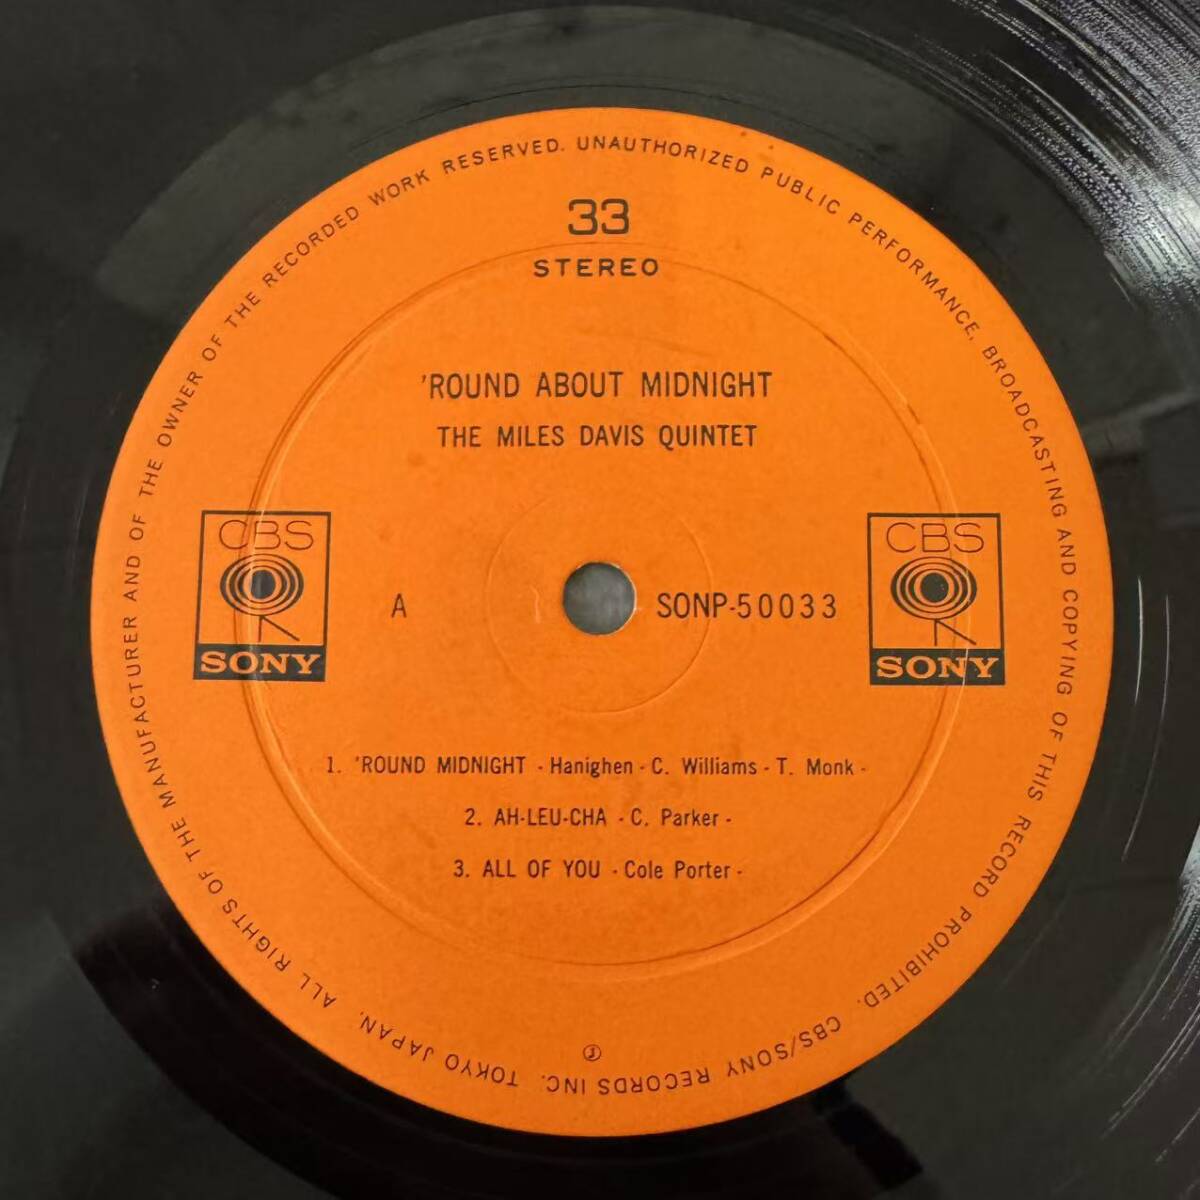 ALL RIGHTS OF THE MANUFACTURER AND OF THE OWNER OF THE RECORDED WORK RESERVED. UNAUTHORIZED PUBLIC PERFORMANCE, BROADCASTING AND COPYING OF THIS RECORD PROHIBITED. CBS/SONY RECORDS INC. TOKYO JAPAN.
33
STEREO
'ROUND ABOUT MIDNIGHT
THE MILES DAVIS QUINTET
CBS
SONY
A
SONP-50033
CBS
SONY
1. 'ROUND MIDNIGHT - Hanighen - C. Williams - T. Monk -
2. AH-LEU-CHA - C. Parker -
3. ALL OF YOU - Cole Porter -